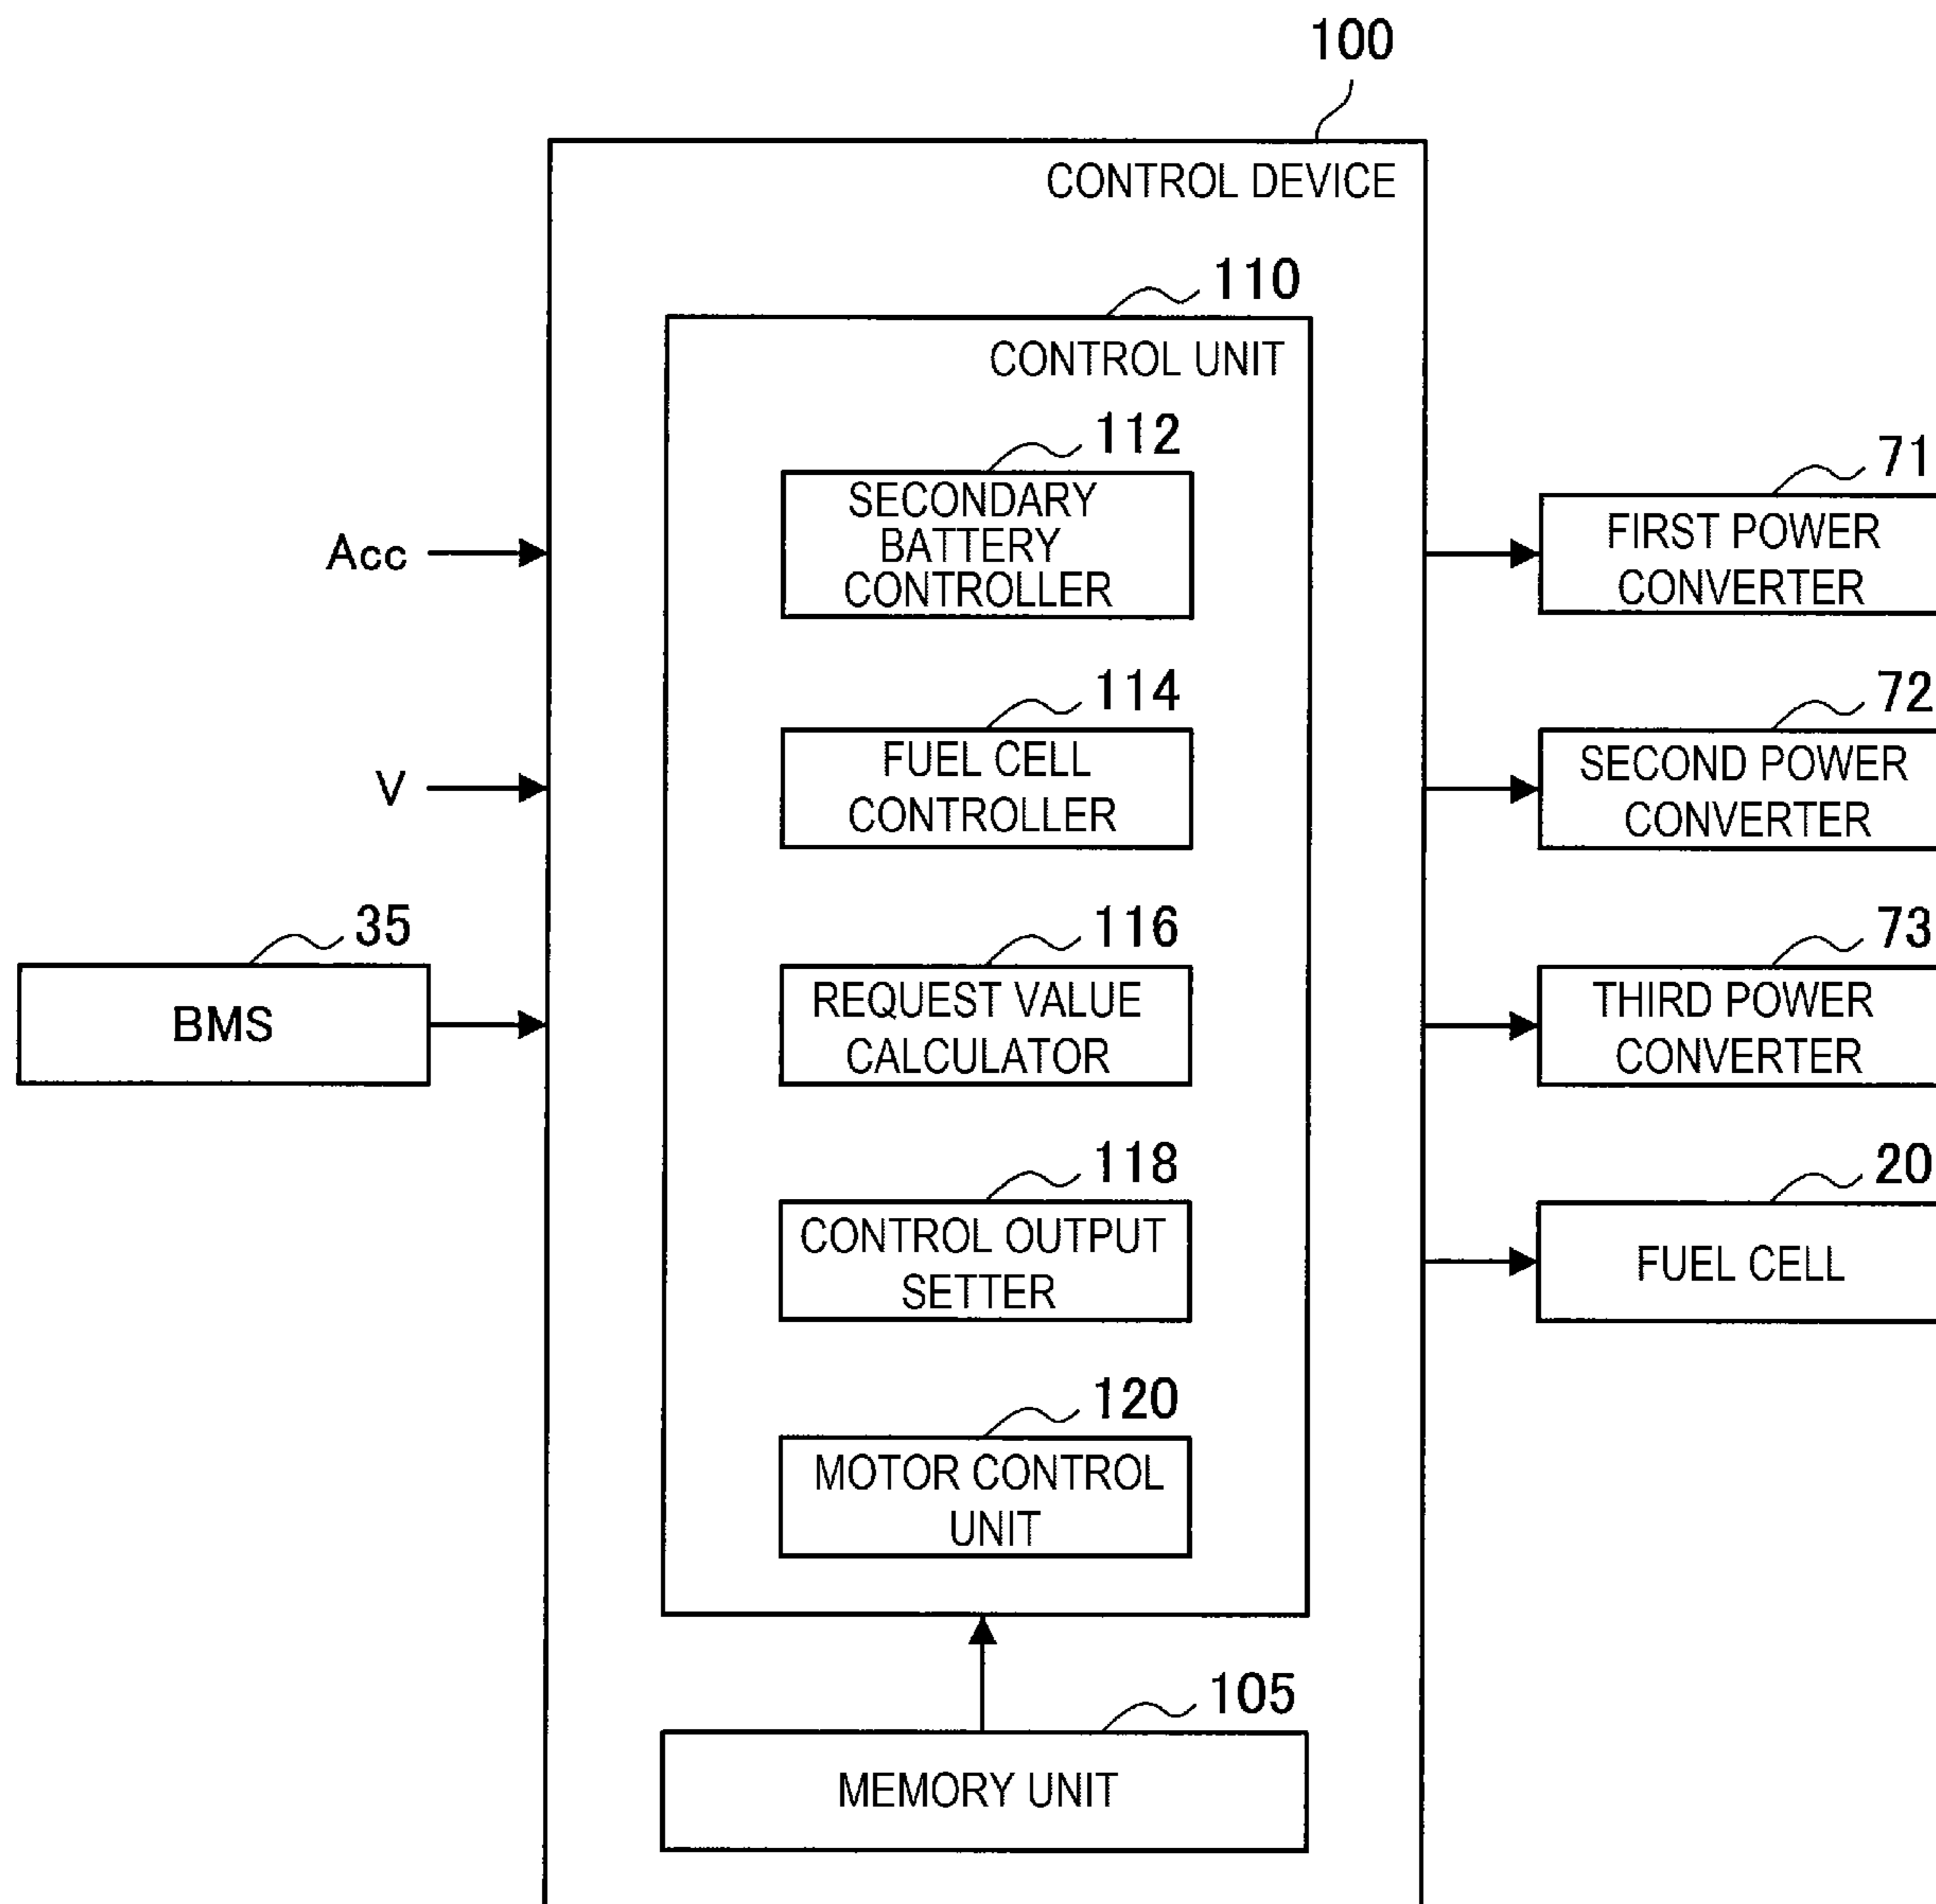 100
CONTROL DEVICE
110
CONTROL UNIT
112
SECONDARY
BATTERY
CONTROLLER
114
FUEL CELL
CONTROLLER
116
REQUEST VALUE
CALCULATOR
118
CONTROL OUTPUT
SETTER
120
MOTOR CONTROL
UNIT
105
MEMORY UNIT
Acc
V
35
BMS
71
FIRST POWER
CONVERTER
72
SECOND POWER
CONVERTER
73
THIRD POWER
CONVERTER
20
FUEL CELL